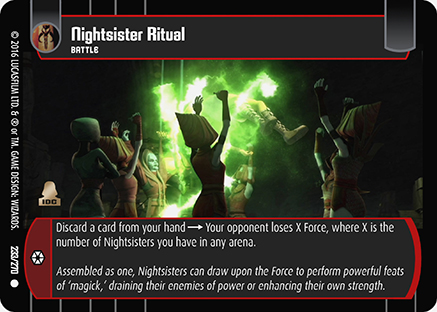 Nightsister Ritual
BATTLE
© 2016 LUCASFILM LTD. & ® or TM. GAME DESIGN: WIZARDS.
IDC
Discard a card from your hand → Your opponent loses X Force, where X is the
number of Nightsisters you have in any arena.
Assembled as one, Nightsisters can draw upon the Force to perform powerful feats
of ‘magick,’ draining their enemies of power or enhancing their own strength.
233/270